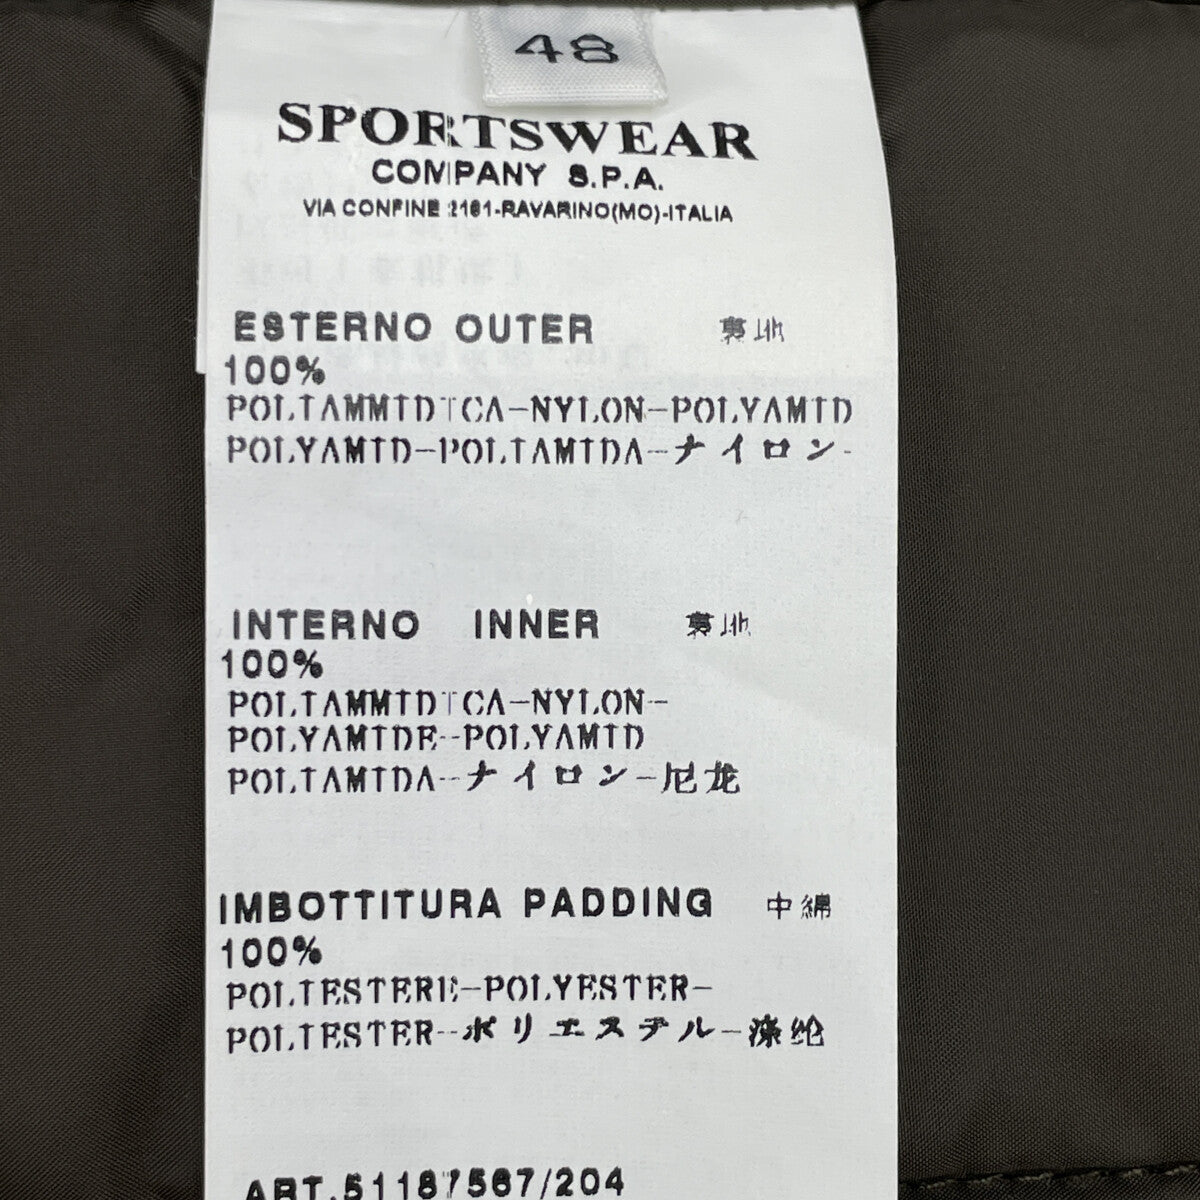 48
SPORTSWEAR
COMPANY S.P.A.
VIA CONFINE 2161-RAVARINO(MO)-ITALIA
ESTERNO OUTER 裏地
100%
POLIAMMIDICA-NYLON-POLYAMID
POLYAMID-POLIAMIDA-ナイロン-
INTERNO INNER 裏地
100%
POLIAMMIDICA-NYLON-
POLYAMIDE-POLYAMID
POLIAMIDA-ナイロン-尼龙
IMBOTTITURA PADDING 中綿
100%
POLIESTERE-POLYESTER-
POLIESTER-ポリエステル-涤纶
ART.51187567/204